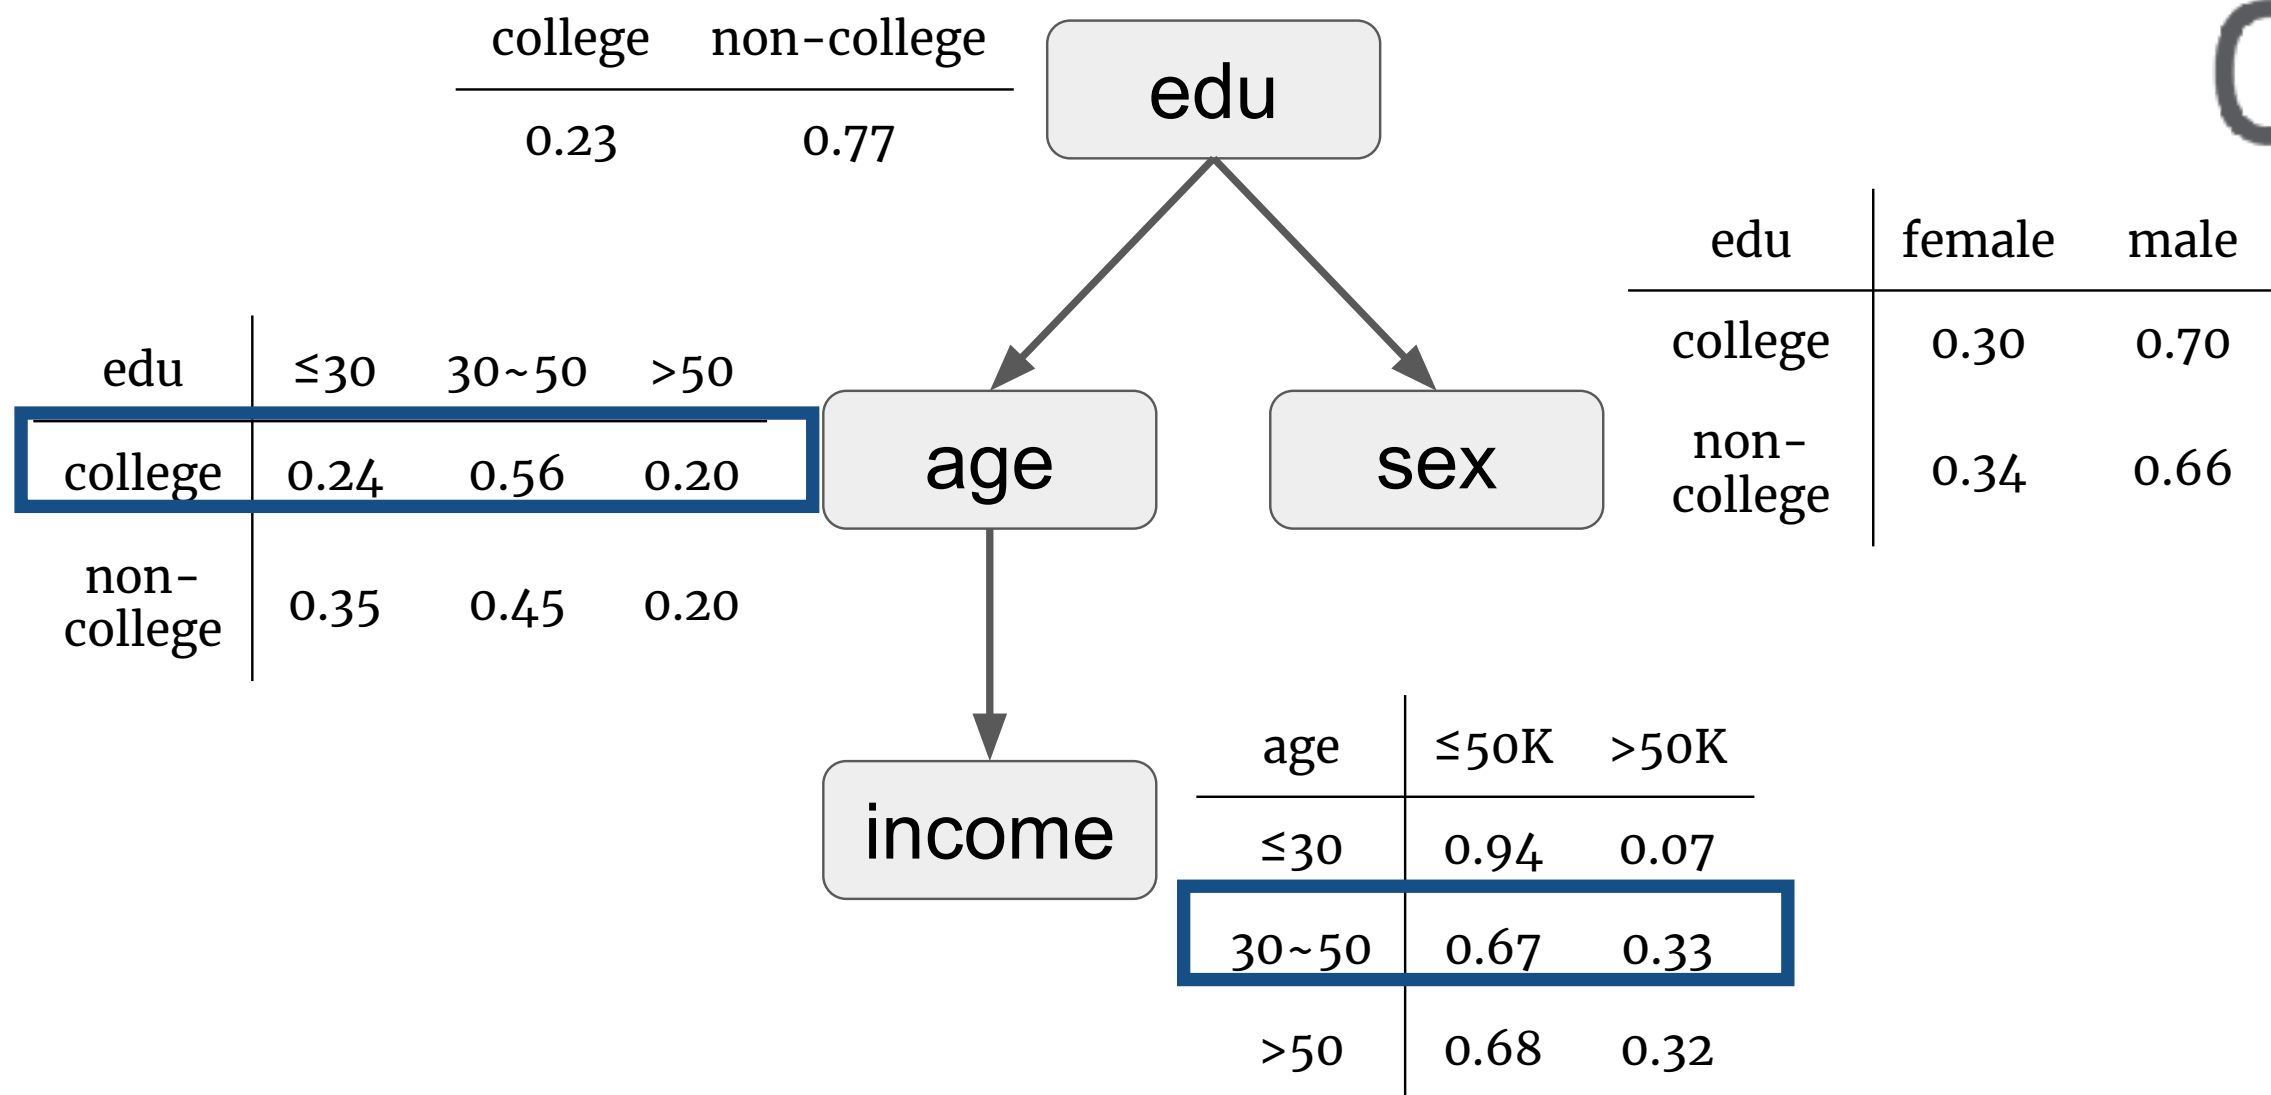 college non-college
0.23 0.77
edu
edu female male
college 0.30 0.70
non-
college 0.34 0.66
edu ≤30 30~50 >50
college 0.24 0.56 0.20
non-
college 0.35 0.45 0.20
age
sex
income
age ≤50K >50K
≤30 0.94 0.07
30~50 0.67 0.33
>50 0.68 0.32